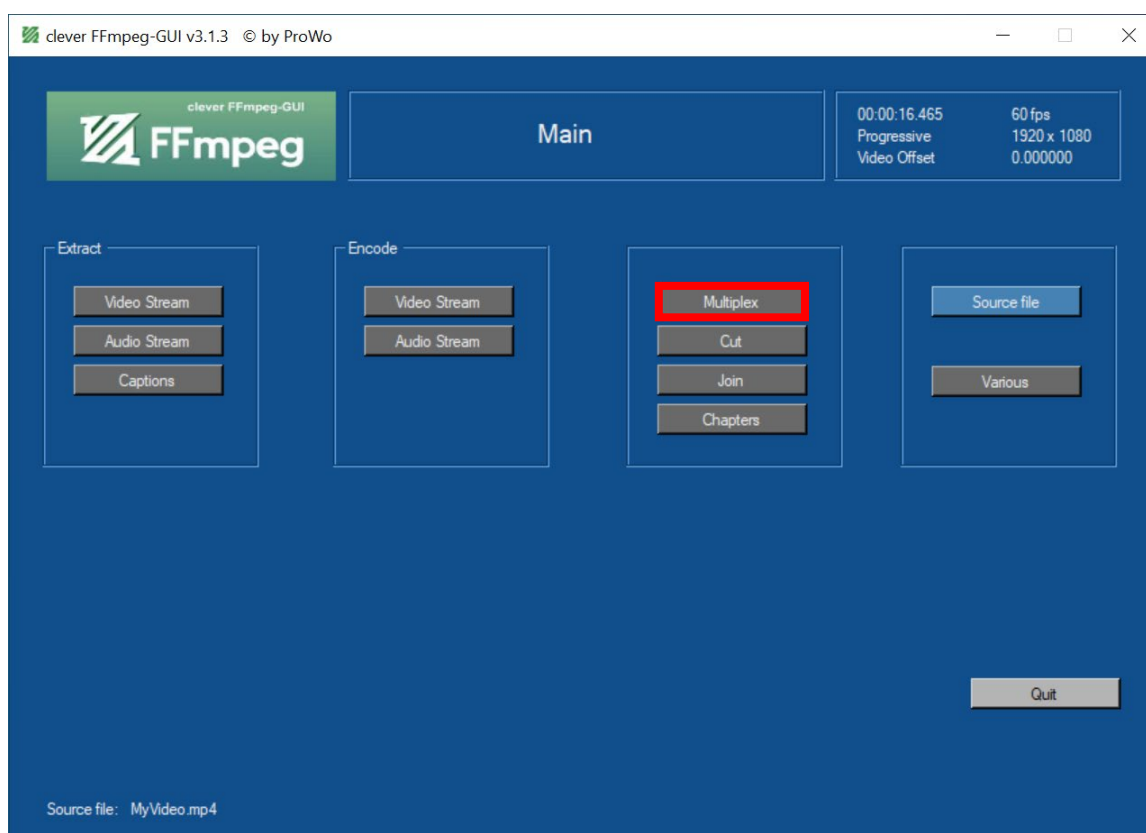 clever FFmpeg-GUI v3.1.3 © by ProWo
clever FFmpeg-GUI
FFmpeg
Main
00:00:16.465 60 fps
Progressive 1920 x 1080
Video Offset 0.000000
Extract
Video Stream
Audio Stream
Captions
Encode
Video Stream
Audio Stream
Multiplex
Cut
Join
Chapters
Source file
Various
Quit
Source file: MyVideo.mp4